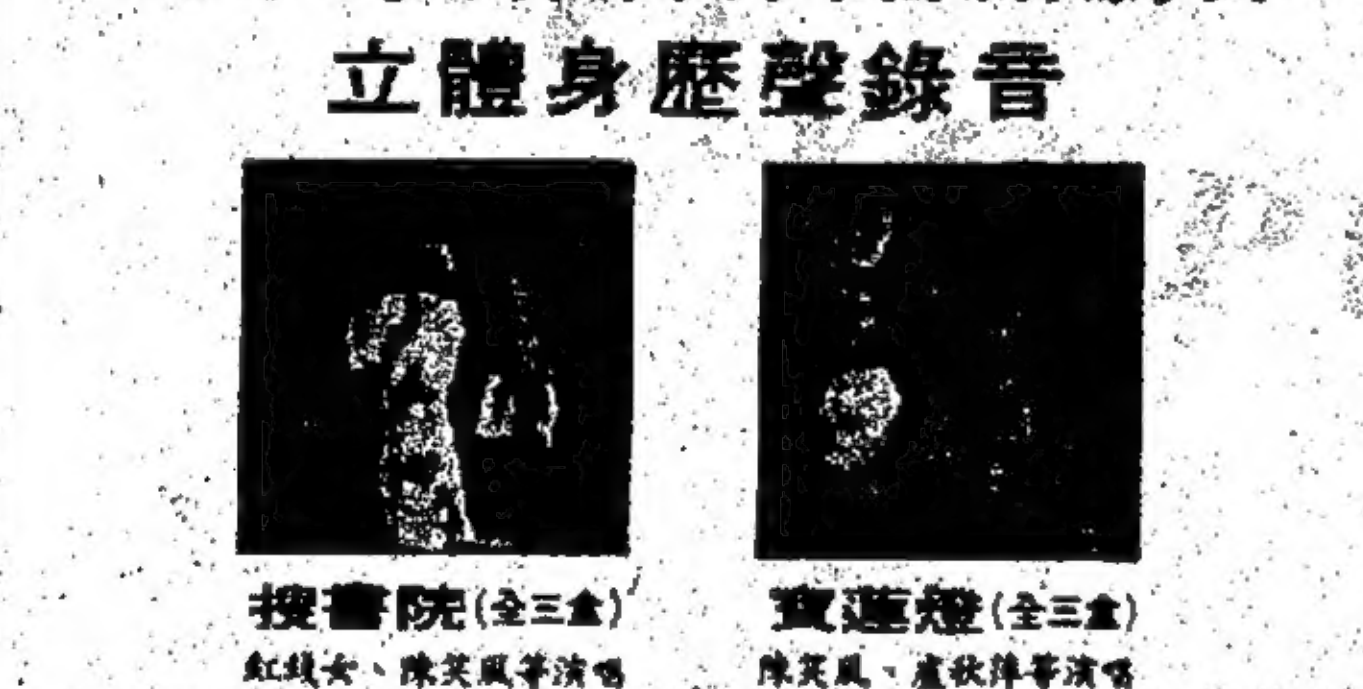 立體身歷聲錄音
搜書院(全三盒)
寶蓮燈(全三盒)
紅綫女、陳笑風等演唱
陳笑風、盧秋萍等演唱